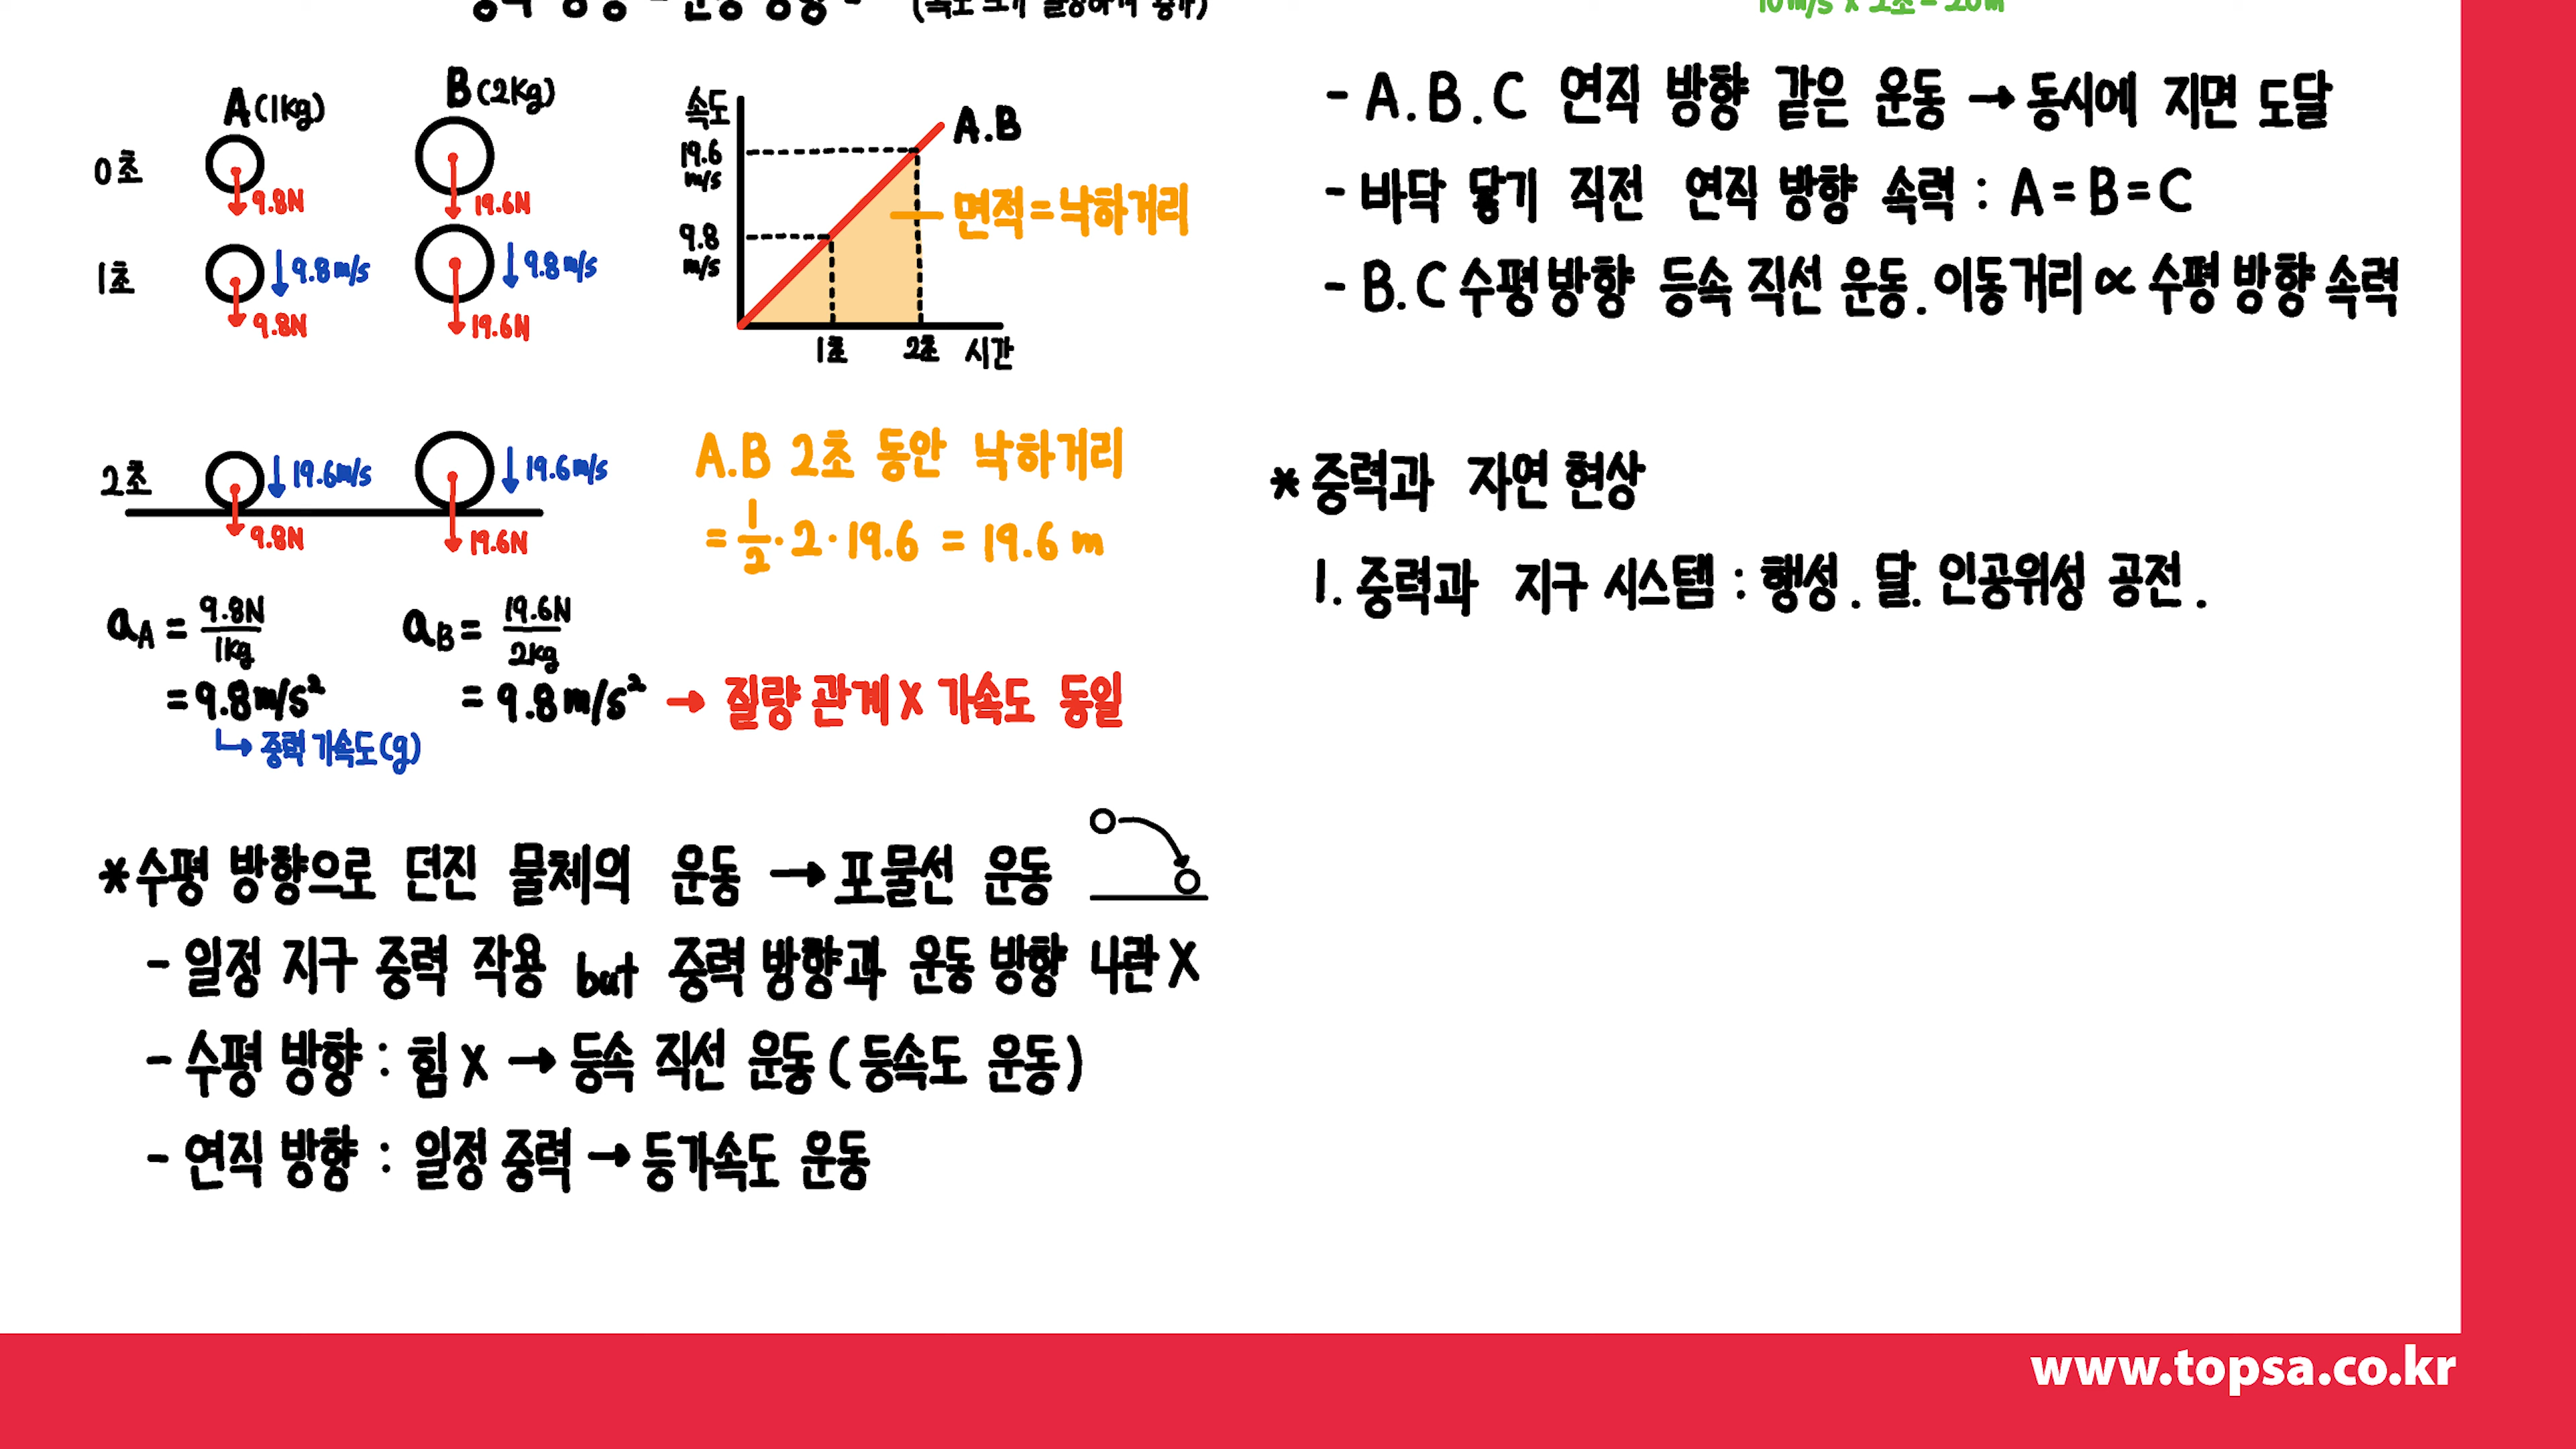 10m/s x 2초 = 20m
A(1kg)
B(2kg)
0초
9.8N
19.6N
1초
9.8m/s
9.8m/s
9.8N
19.6N
2초
19.6m/s
19.6m/s
9.8N
19.6N
속도
19.6
m/s
9.8
m/s
A.B
면적=낙하거리
1초
2초
시간
A.B 2초 동안 낙하거리
= 1/2 · 2 · 19.6 = 19.6 m
aA = 9.8N/1kg
= 9.8m/s²
aB = 19.6N/2kg
= 9.8m/s² → 질량 관계 X 가속도 동일
↳ 중력 가속도(g)
* 수평 방향으로 던진 물체의 운동 → 포물선 운동
- 일정 지구 중력 작용 but 중력 방향과 운동 방향 나란 X
- 수평 방향 : 힘 X → 등속 직선 운동 (등속도 운동)
- 연직 방향 : 일정 중력 → 등가속도 운동
- A.B.C 연직 방향 같은 운동 → 동시에 지면 도달
- 바닥 닿기 직전 연직 방향 속력 : A = B = C
- B.C 수평 방향 등속 직선 운동. 이동거리 ∝ 수평 방향 속력
* 중력과 자연 현상
1. 중력과 지구 시스템 : 행성. 달. 인공위성 공전.
www.topsa.co.kr